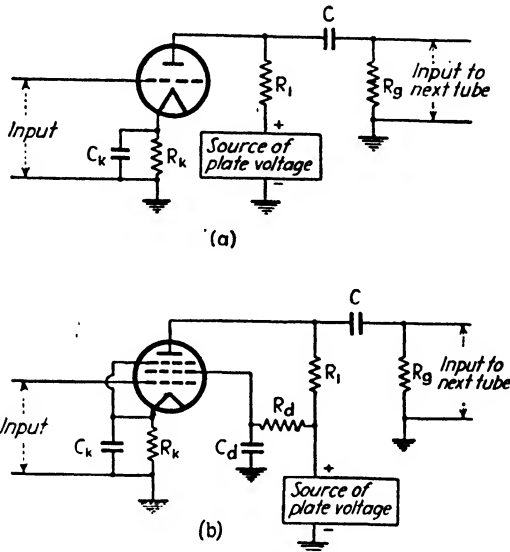 C
Input
R₁
Rg
Input to
next tube
Ck
Rk
+
Source of
plate voltage
-
(a)
C
R₁
Rg
Input to
next tube
Input
Rd
Ck
Rk
Cd
+
Source of
plate voltage
-
(b)